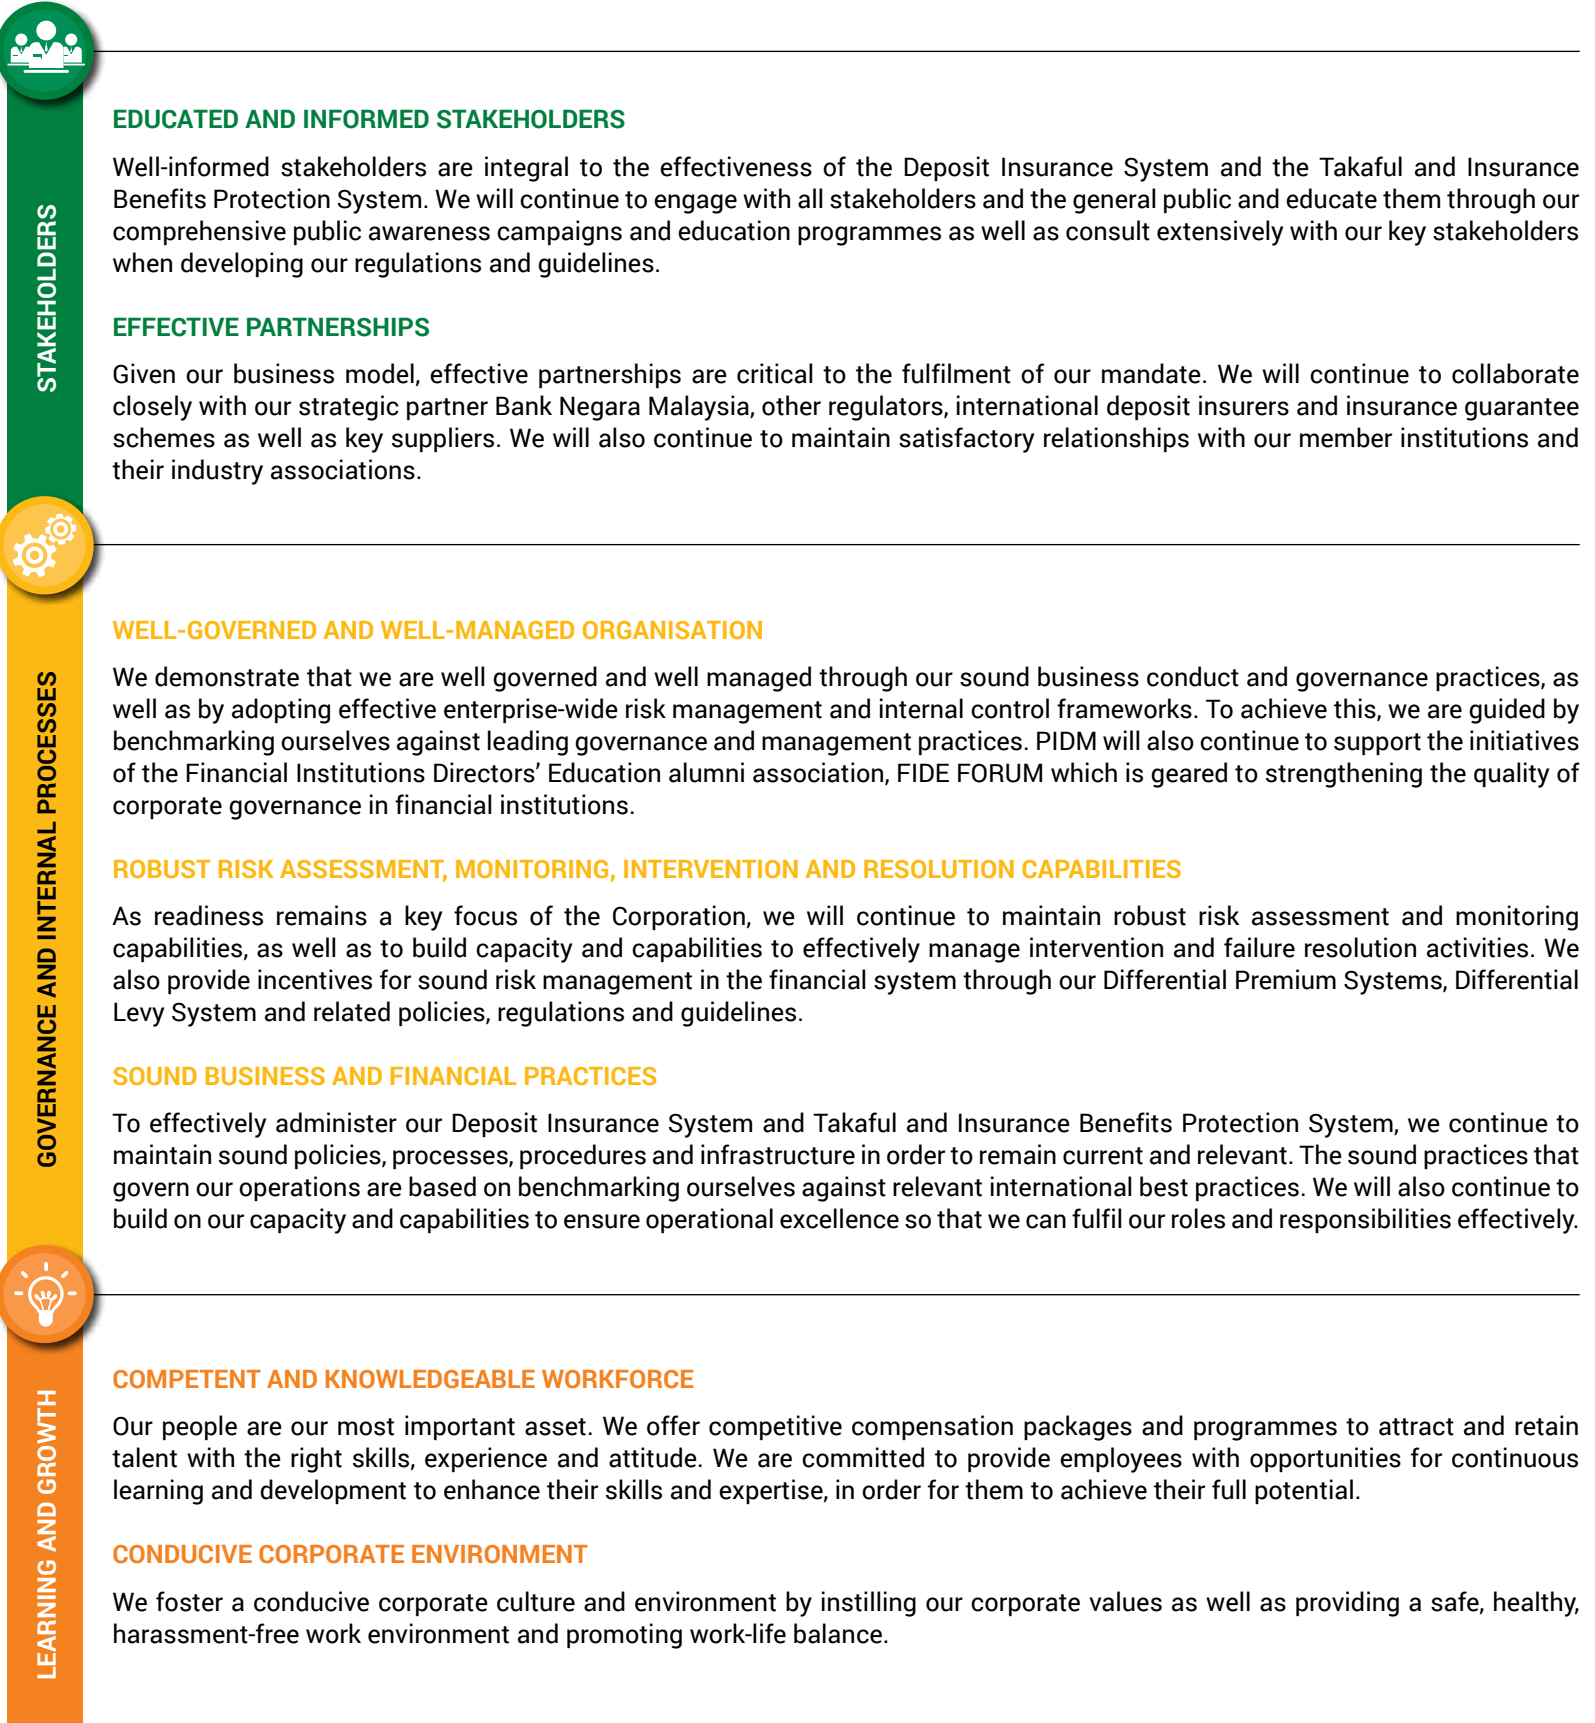 STAKEHOLDERS
EDUCATED AND INFORMED STAKEHOLDERS
Well-informed stakeholders are integral to the effectiveness of the Deposit Insurance System and the Takaful and Insurance
Benefits Protection System. We will continue to engage with all stakeholders and the general public and educate them through our
comprehensive public awareness campaigns and education programmes as well as consult extensively with our key stakeholders
when developing our regulations and guidelines.
EFFECTIVE PARTNERSHIPS
Given our business model, effective partnerships are critical to the fulfilment of our mandate. We will continue to collaborate
closely with our strategic partner Bank Negara Malaysia, other regulators, international deposit insurers and insurance guarantee
schemes as well as key suppliers. We will also continue to maintain satisfactory relationships with our member institutions and
their industry associations.
GOVERNANCE AND INTERNAL PROCESSES
WELL-GOVERNED AND WELL-MANAGED ORGANISATION
We demonstrate that we are well governed and well managed through our sound business conduct and governance practices, as
well as by adopting effective enterprise-wide risk management and internal control frameworks. To achieve this, we are guided by
benchmarking ourselves against leading governance and management practices. PIDM will also continue to support the initiatives
of the Financial Institutions Directors’ Education alumni association, FIDE FORUM which is geared to strengthening the quality of
corporate governance in financial institutions.
ROBUST RISK ASSESSMENT, MONITORING, INTERVENTION AND RESOLUTION CAPABILITIES
As readiness remains a key focus of the Corporation, we will continue to maintain robust risk assessment and monitoring
capabilities, as well as to build capacity and capabilities to effectively manage intervention and failure resolution activities. We
also provide incentives for sound risk management in the financial system through our Differential Premium Systems, Differential
Levy System and related policies, regulations and guidelines.
SOUND BUSINESS AND FINANCIAL PRACTICES
To effectively administer our Deposit Insurance System and Takaful and Insurance Benefits Protection System, we continue to
maintain sound policies, processes, procedures and infrastructure in order to remain current and relevant. The sound practices that
govern our operations are based on benchmarking ourselves against relevant international best practices. We will also continue to
build on our capacity and capabilities to ensure operational excellence so that we can fulfil our roles and responsibilities effectively.
LEARNING AND GROWTH
COMPETENT AND KNOWLEDGEABLE WORKFORCE
Our people are our most important asset. We offer competitive compensation packages and programmes to attract and retain
talent with the right skills, experience and attitude. We are committed to provide employees with opportunities for continuous
learning and development to enhance their skills and expertise, in order for them to achieve their full potential.
CONDUCIVE CORPORATE ENVIRONMENT
We foster a conducive corporate culture and environment by instilling our corporate values as well as providing a safe, healthy,
harassment-free work environment and promoting work-life balance.